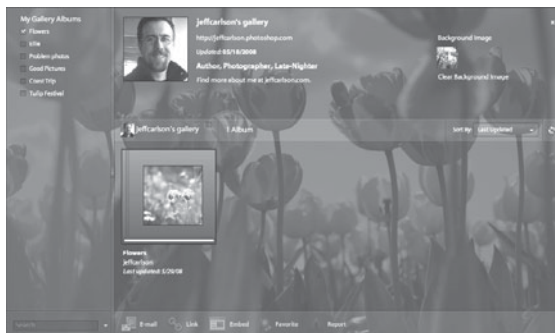 My Gallery Albums
Flowers
Ellie
Problem photos
Good Pictures
Coast Trip
Tulip Festival
Jeffcarlson's gallery
http://jeffcarlson.photoshop.com
Updated: 05/16/2008
Author, Photographer, Late-Nighter
Find more about me at jeffcarlson.com.
Background Image
Clear Background Image
Jeffcarlson's gallery
1 Album
Sort By: Last Updated
Flowers
Jeffcarlson
Last updated: 5/20/08
Search
E-mail Link Embed Favorite Report